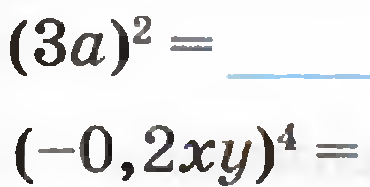 (3a)² =
(−0,2xy)⁴ =